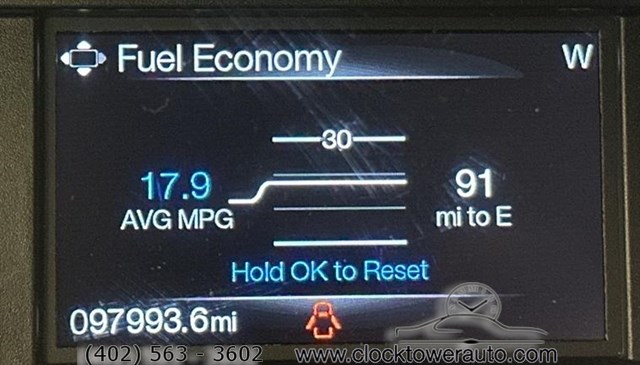 Fuel Economy W
30
17.9 91
AVG MPG mi to E
Hold OK to Reset
097993.6mi
(402) 563 - 3602 www.clocktowerauto.com